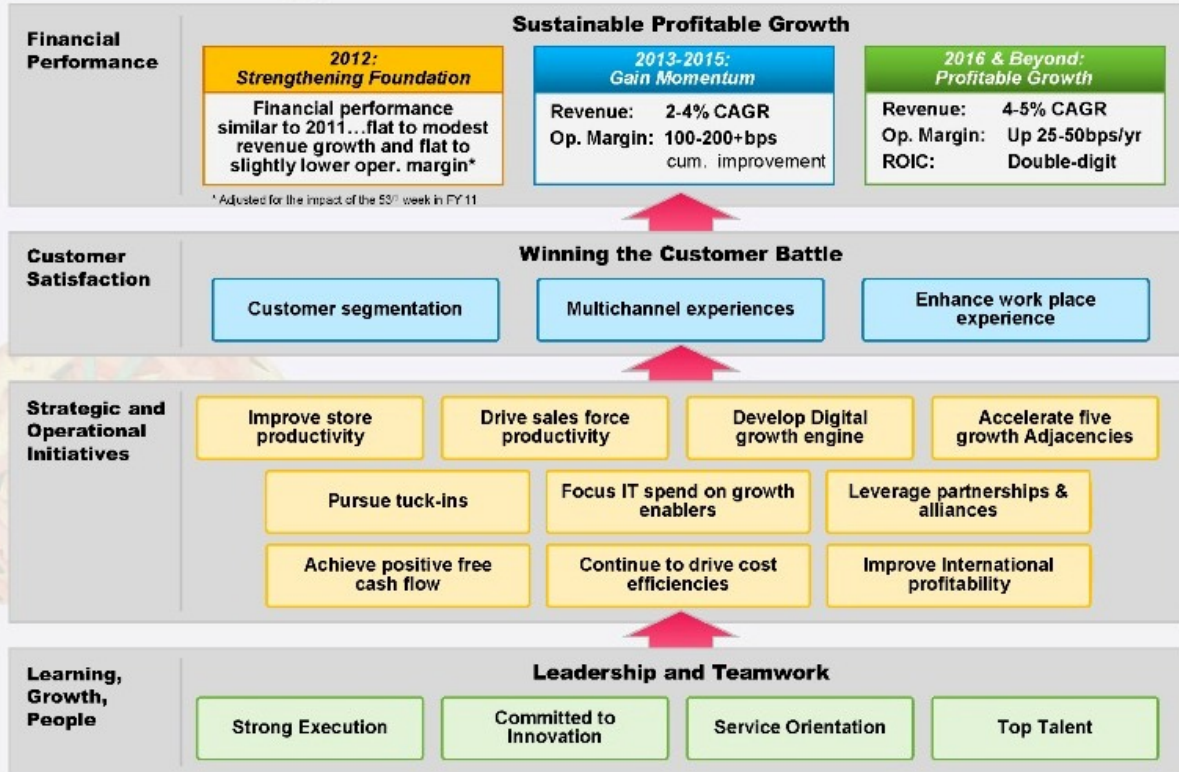 Financial
Performance
Sustainable Profitable Growth
2012:
Strengthening Foundation
Financial performance
similar to 2011...flat to modest
revenue growth and flat to
slightly lower oper. margin*
2013-2015:
Gain Momentum
Revenue: 2-4% CAGR
Op. Margin: 100-200+bps
cum. improvement
2016 & Beyond:
Profitable Growth
Revenue: 4-5% CAGR
Op. Margin: Up 25-50bps/yr
ROIC: Double-digit
* Adjusted for the impact of the 53rd week in FY 11
Customer
Satisfaction
Winning the Customer Battle
Customer segmentation
Multichannel experiences
Enhance work place
experience
Strategic and
Operational
Initiatives
Improve store
productivity
Drive sales force
productivity
Develop Digital
growth engine
Accelerate five
growth Adjacencies
Pursue tuck-ins
Focus IT spend on growth
enablers
Leverage partnerships &
alliances
Achieve positive free
cash flow
Continue to drive cost
efficiencies
Improve International
profitability
Learning,
Growth,
People
Leadership and Teamwork
Strong Execution
Committed to
Innovation
Service Orientation
Top Talent